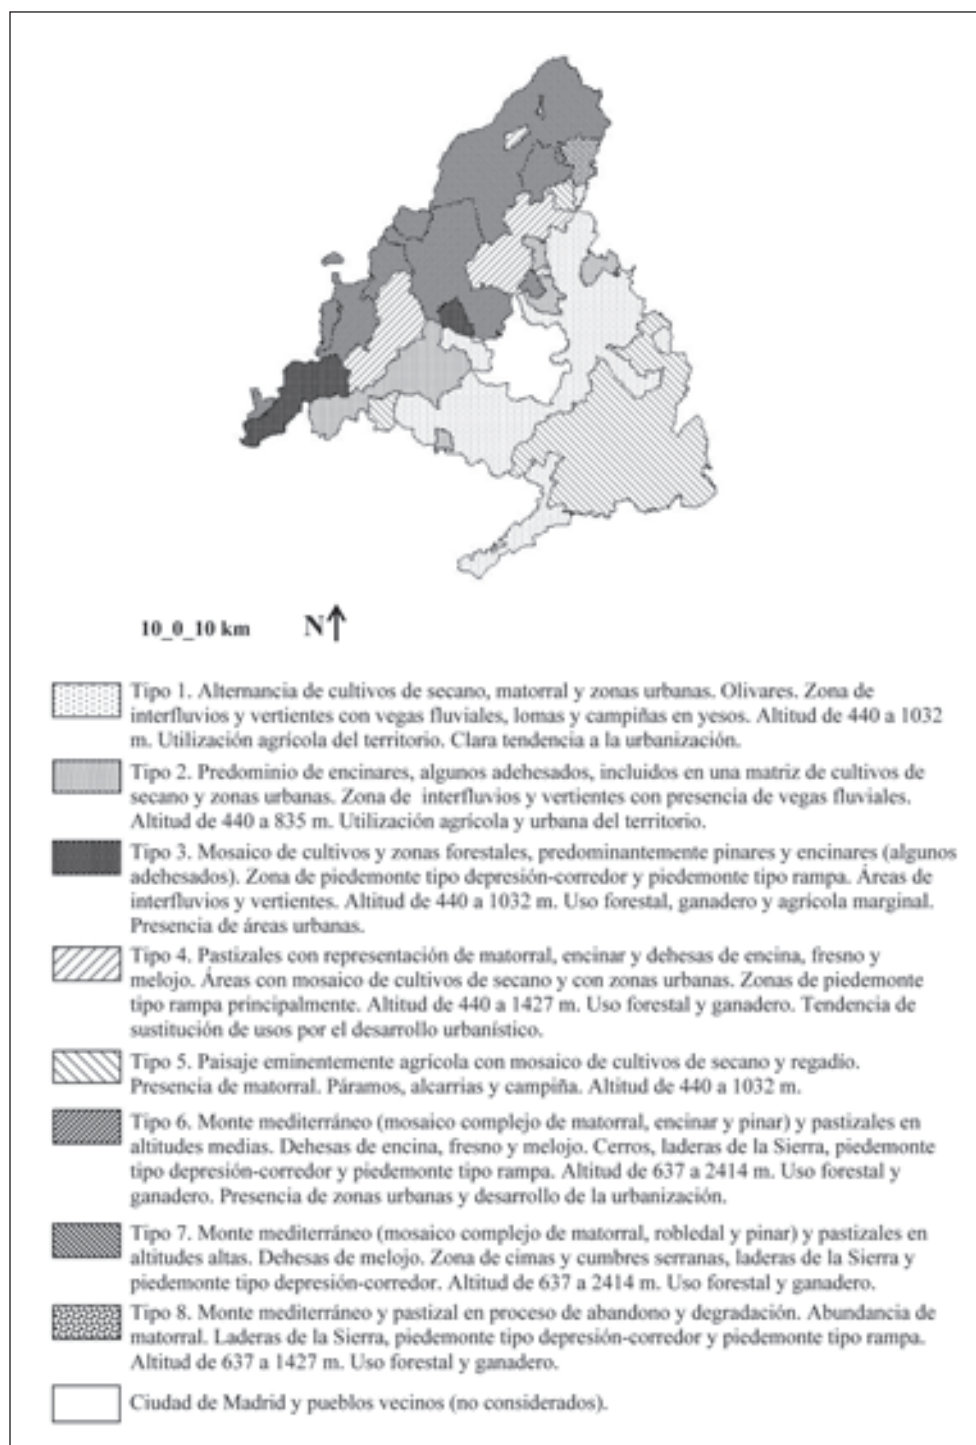 10_0_10 km
N
Tipo 1. Alternancia de cultivos de secano, matorral y zonas urbanas. Olivares. Zona de
interfluvios y vertientes con vegas fluviales, lomas y campiñas en yesos. Altitud de 440 a 1032
m. Utilización agrícola del territorio. Clara tendencia a la urbanización.
Tipo 2. Predominio de encinares, algunos adehesados, incluidos en una matriz de cultivos de
secano y zonas urbanas. Zona de interfluvios y vertientes con presencia de vegas fluviales.
Altitud de 440 a 835 m. Utilización agrícola y urbana del territorio.
Tipo 3. Mosaico de cultivos y zonas forestales, predominantemente pinares y encinares (algunos
adehesados). Zona de piedemonte tipo depresión-corredor y piedemonte tipo rampa. Áreas de
interfluvios y vertientes. Altitud de 440 a 1032 m. Uso forestal, ganadero y agrícola marginal.
Presencia de áreas urbanas.
Tipo 4. Pastizales con representación de matorral, encinar y dehesas de encina, fresno y
melojo. Áreas con mosaico de cultivos de secano y con zonas urbanas. Zonas de piedemonte
tipo rampa principalmente. Altitud de 440 a 1427 m. Uso forestal y ganadero. Tendencia de
sustitución de usos por el desarrollo urbanístico.
Tipo 5. Paisaje eminentemente agrícola con mosaico de cultivos de secano y regadío.
Presencia de matorral. Páramos, alcarrias y campiña. Altitud de 440 a 1032 m.
Tipo 6. Monte mediterráneo (mosaico complejo de matorral, encinar y pinar) y pastizales en
altitudes medias. Dehesas de encina, fresno y melojo. Cerros, laderas de la Sierra, piedemonte
tipo depresión-corredor y piedemonte tipo rampa. Altitud de 637 a 2414 m. Uso forestal y
ganadero. Presencia de zonas urbanas y desarrollo de la urbanización.
Tipo 7. Monte mediterráneo (mosaico complejo de matorral, robledal y pinar) y pastizales en
altitudes altas. Dehesas de melojo. Zona de cimas y cumbres serranas, laderas de la Sierra y
piedemonte tipo depresión-corredor. Altitud de 637 a 2414 m. Uso forestal y ganadero.
Tipo 8. Monte mediterráneo y pastizal en proceso de abandono y degradación. Abundancia de
matorral. Laderas de la Sierra, piedemonte tipo depresión-corredor y piedemonte tipo rampa.
Altitud de 637 a 1427 m. Uso forestal y ganadero.
Ciudad de Madrid y pueblos vecinos (no considerados).